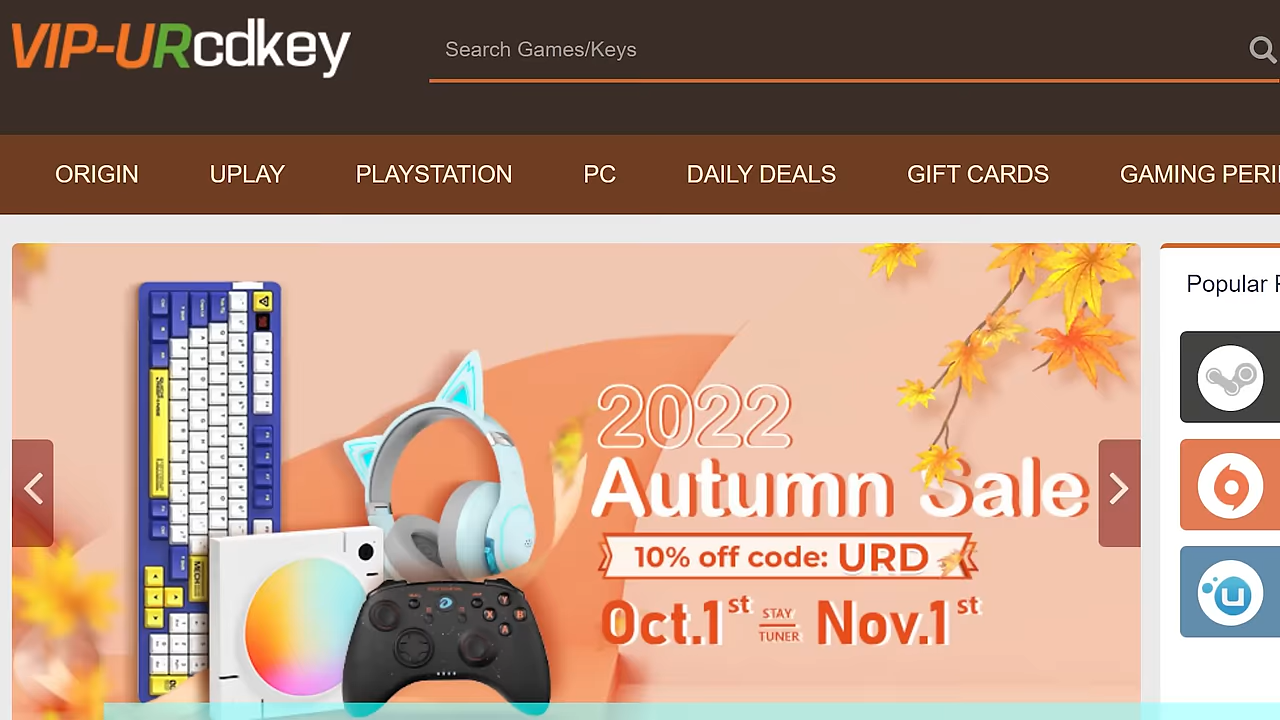 VIP-URcdkey
Search Games/Keys
ORIGIN UPLAY PLAYSTATION PC DAILY DEALS GIFT CARDS GAMING PERI
Popular
2022
Autumn Sale
10% off code: URD
Oct.1st STAY TUNER Nov.1st